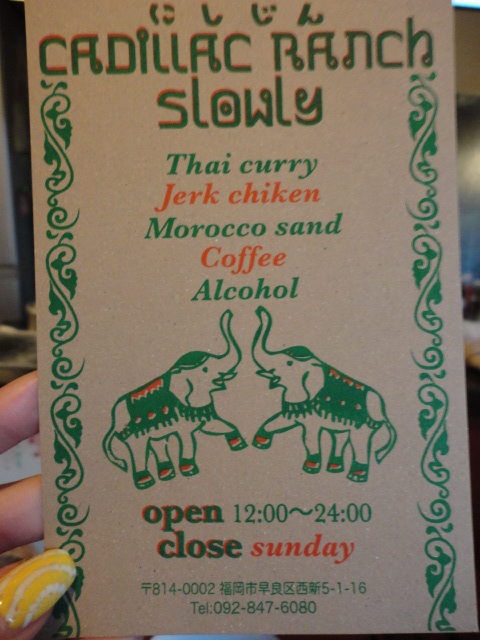 にしじん
CADILLAC RANCH
slowly
Thai curry
Jerk chiken
Morocco sand
Coffee
Alcohol
open 12:00〜24:00
close sunday
〒814-0002 福岡市早良区西新5-1-16
Tel:092-847-6080